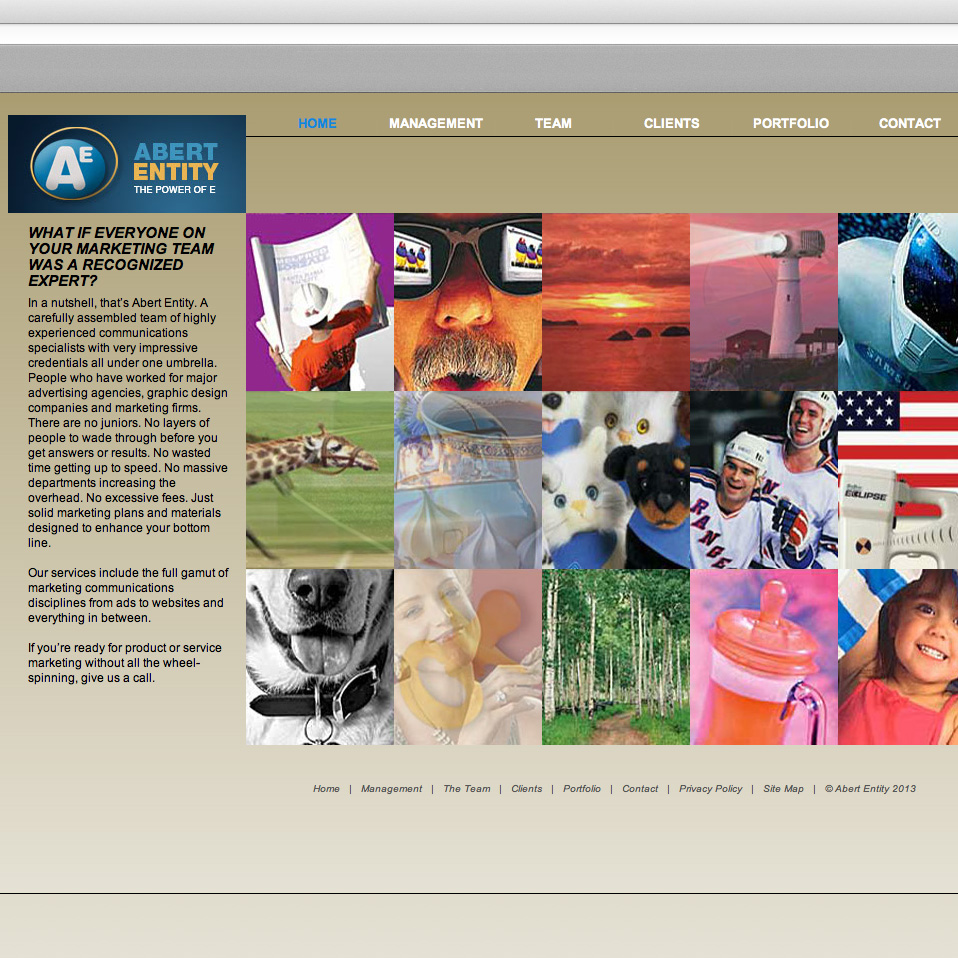 HOME MANAGEMENT TEAM CLIENTS PORTFOLIO CONTACT
AE
ABERT
ENTITY
THE POWER OF E
WHAT IF EVERYONE ON
YOUR MARKETING TEAM
WAS A RECOGNIZED
EXPERT?
In a nutshell, that's Abert Entity. A
carefully assembled team of highly
experienced communications
specialists with very impressive
credentials all under one umbrella.
People who have worked for major
advertising agencies, graphic design
companies and marketing firms.
There are no juniors. No layers of
people to wade through before you
get answers or results. No wasted
time getting up to speed. No massive
departments increasing the
overhead. No excessive fees. Just
solid marketing plans and materials
designed to enhance your bottom
line.
Our services include the full gamut of
marketing communications
disciplines from ads to websites and
everything in between.
If you're ready for product or service
marketing without all the wheel-
spinning, give us a call.
ECLIPSE
Home | Management | The Team | Clients | Portfolio | Contact | Privacy Policy | Site Map | © Abert Entity 2013